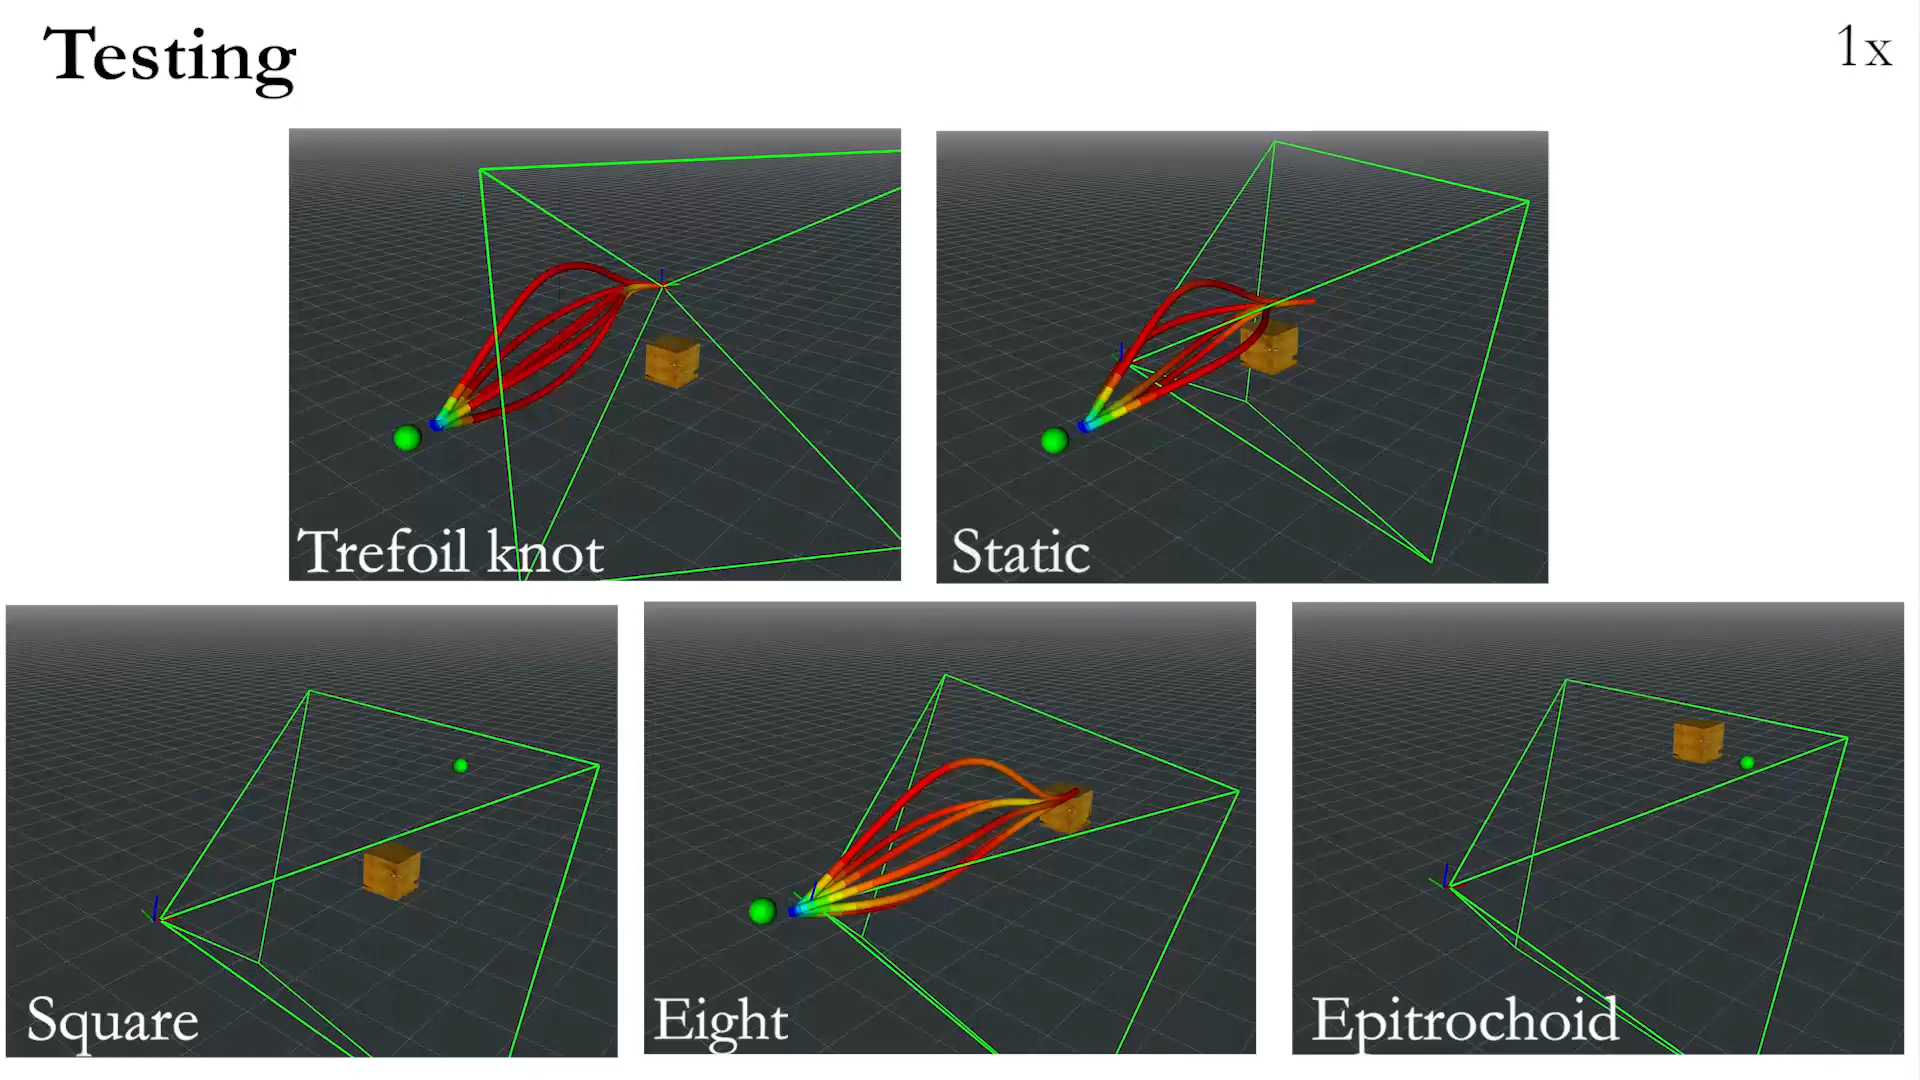 Testing
1x
Trefoil knot
Static
Square
Eight
Epitrochoid